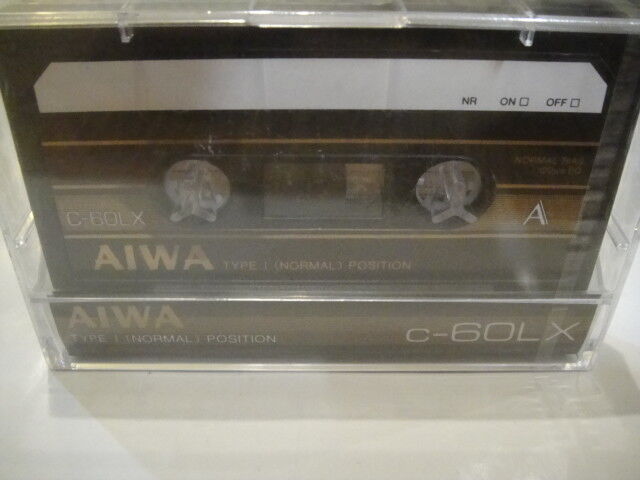 NR ON □ OFF □
NORMAL BIAS
120μs EQ
C-60LX
A
AIWA TYPE I (NORMAL) POSITION
AIWA
TYPE I (NORMAL) POSITION
C-60LX